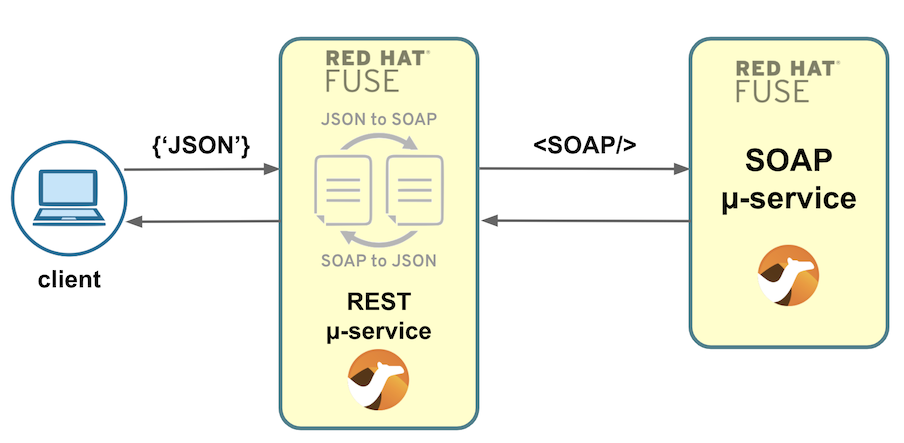 RED HAT®
FUSE
JSON to SOAP
{‘JSON’}
client
SOAP to JSON
REST
μ-service
<SOAP/>
RED HAT®
FUSE
SOAP
μ-service